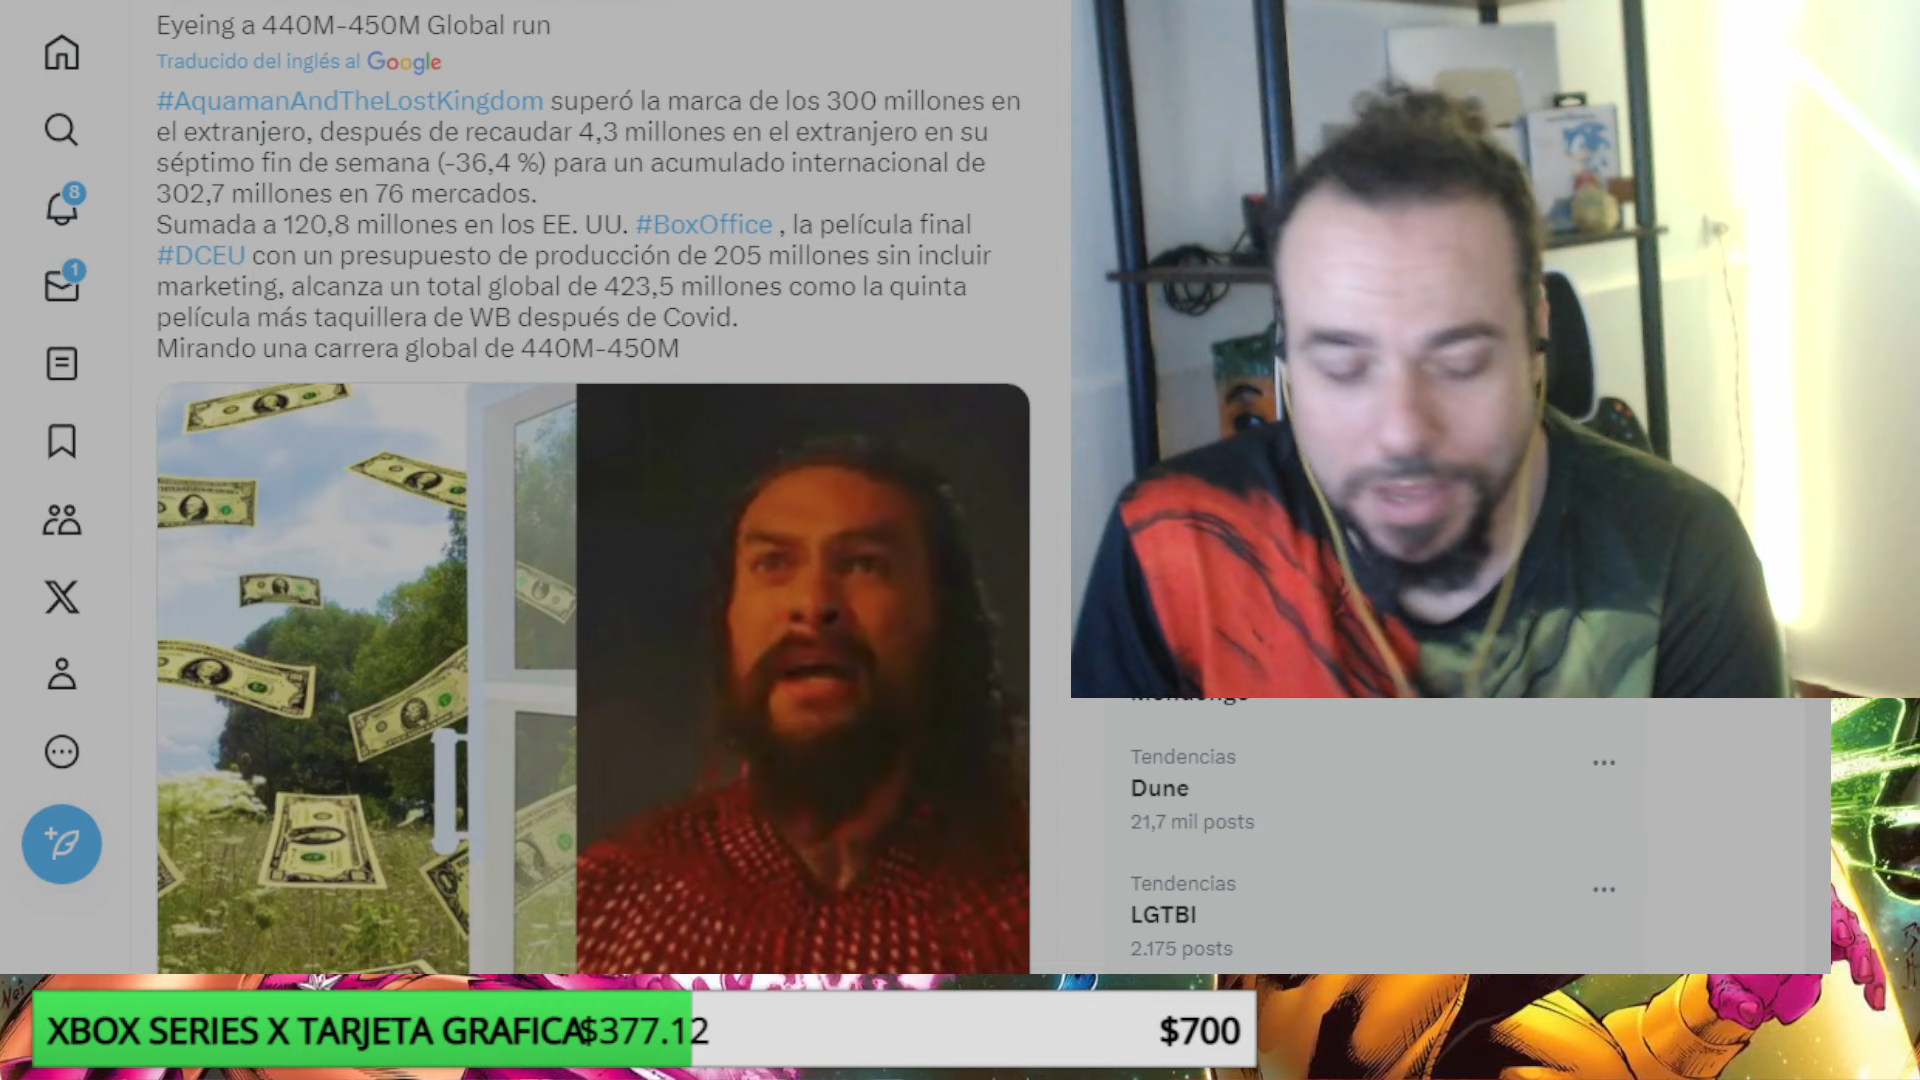 Eyeing a 440M-450M Global run
Traducido del inglés al Google
#AquamanAndTheLostKingdom superó la marca de los 300 millones en
el extranjero, después de recaudar 4,3 millones en el extranjero en su
séptimo fin de semana (-36,4 %) para un acumulado internacional de
302,7 millones en 76 mercados.
Sumada a 120,8 millones en los EE. UU. #BoxOffice , la película final
#DCEU con un presupuesto de producción de 205 millones sin incluir
marketing, alcanza un total global de 423,5 millones como la quinta
película más taquillera de WB después de Covid.
Mirando una carrera global de 440M-450M
8
1
Tendencias
Dune
21,7 mil posts
Tendencias
LGTBI
2.175 posts
XBOX SERIES X TARJETA GRAFICA $377.12 $700